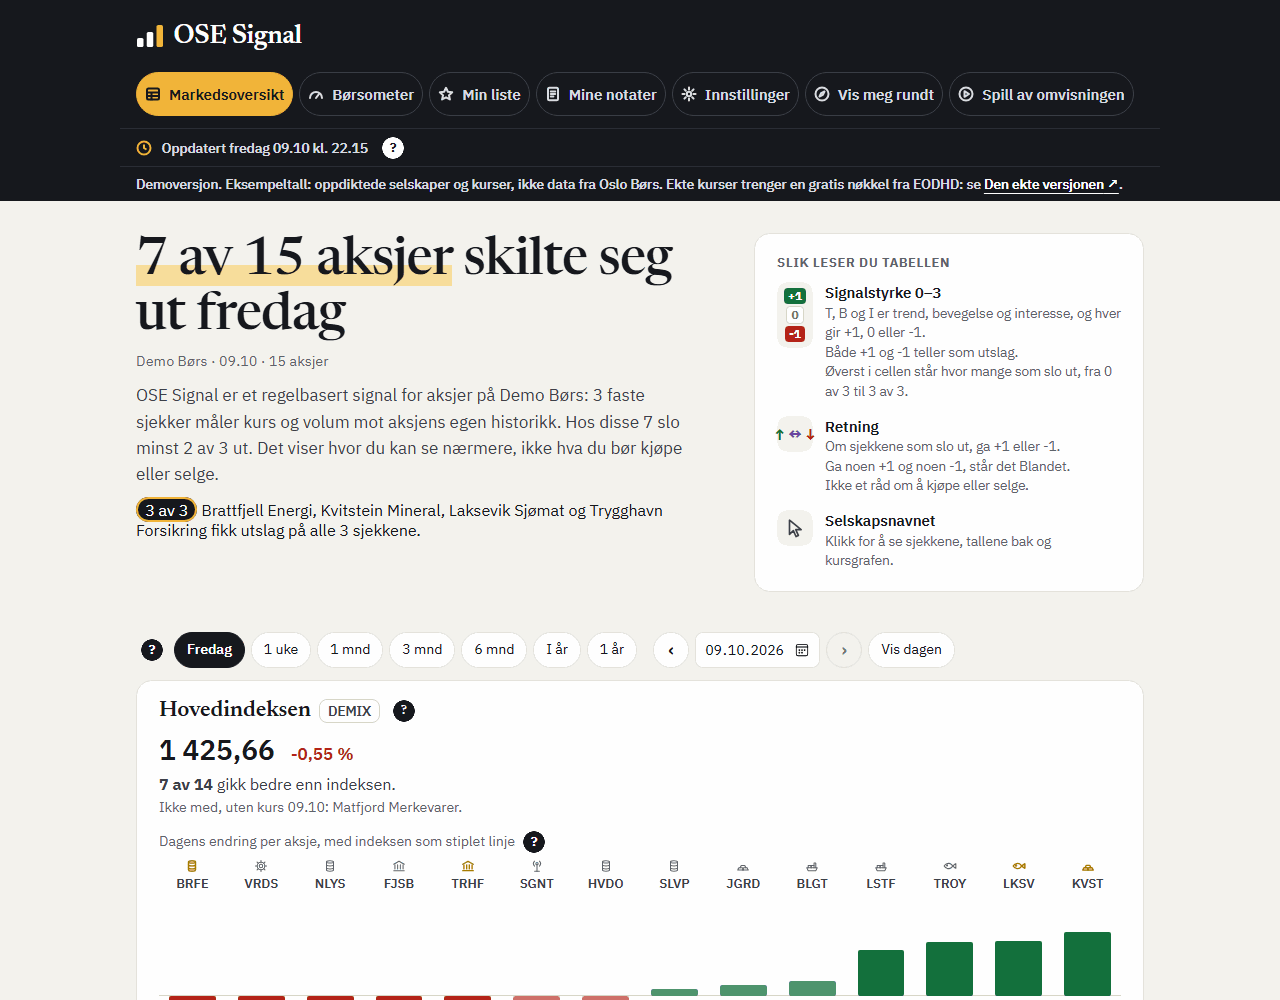 OSE Signal
Markedsoversikt
Børsometer
Min liste
Mine notater
Innstillinger
Vis meg rundt
Spill av omvisningen
Oppdatert fredag 09.10 kl. 22.15 ?
Demoversjon. Eksempeltall: oppdiktede selskaper og kurser, ikke data fra Oslo Børs. Ekte kurser trenger en gratis nøkkel fra EODHD: se Den ekte versjonen ↗.
7 av 15 aksjer skilte seg
ut fredag
Demo Børs · 09.10 · 15 aksjer
OSE Signal er et regelbasert signal for aksjer på Demo Børs: 3 faste
sjekker måler kurs og volum mot aksjens egen historikk. Hos disse 7 slo
minst 2 av 3 ut. Det viser hvor du kan se nærmere, ikke hva du bør kjøpe
eller selge.
3 av 3 Brattfjell Energi, Kvitstein Mineral, Laksevik Sjømat og Trygghavn
Forsikring fikk utslag på alle 3 sjekkene.
SLIK LESER DU TABELLEN
+1
0
-1
Signalstyrke 0–3
T, B og I er trend, bevegelse og interesse, og hver
gir +1, 0 eller -1.
Både +1 og -1 teller som utslag.
Øverst i cellen står hvor mange som slo ut, fra 0
av 3 til 3 av 3.
↑ ↔ ↓
Retning
Om sjekkene som slo ut, ga +1 eller -1.
Ga noen +1 og noen -1, står det Blandet.
Ikke et råd om å kjøpe eller selge.
Selskapsnavnet
Klikk for å se sjekkene, tallene bak og
kursgrafen.
? Fredag 1 uke 1 mnd 3 mnd 6 mnd I år 1 år ‹ 09.10.2026 › Vis dagen
Hovedindeksen DEMIX ?
1 425,66 -0,55 %
7 av 14 gikk bedre enn indeksen.
Ikke med, uten kurs 09.10: Matfjord Merkevarer.
Dagens endring per aksje, med indeksen som stiplet linje ?
BRFE VRDS NLYS FJSB TRHF SGNT HVDO SLVP JGRD BLGT LSTF TROY LKSV KVST